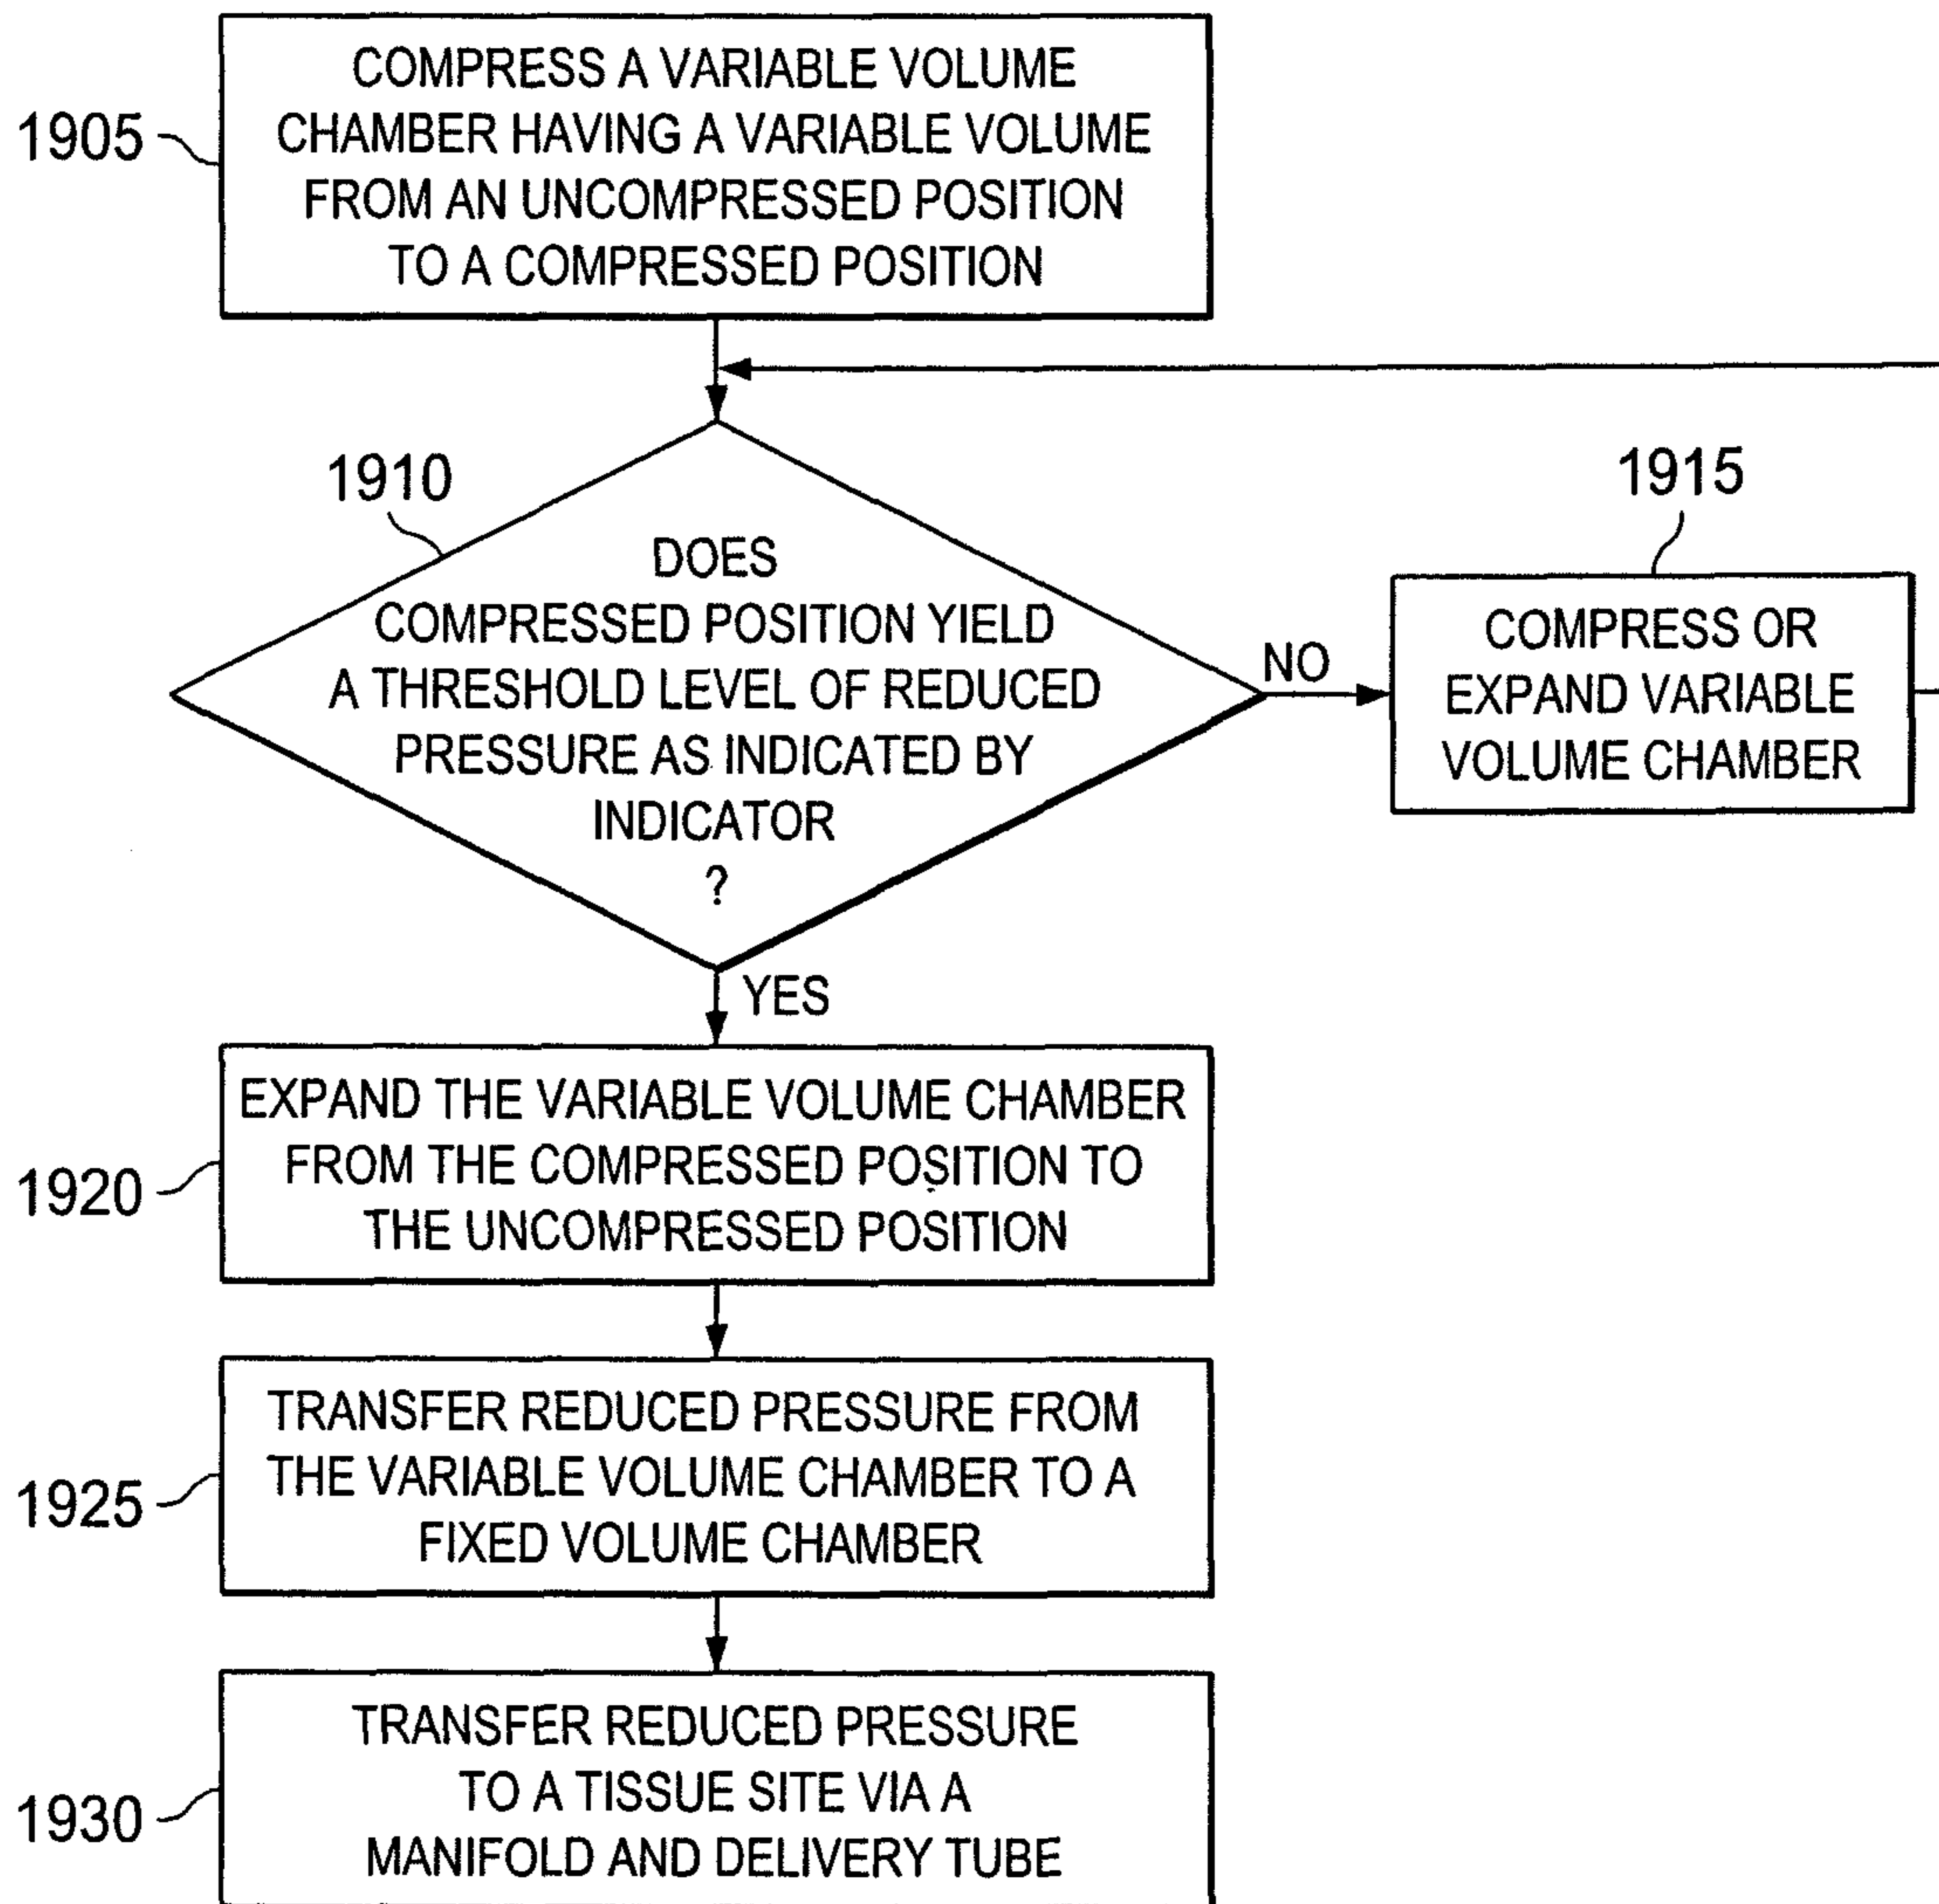 1905
COMPRESS A VARIABLE VOLUME
CHAMBER HAVING A VARIABLE VOLUME
FROM AN UNCOMPRESSED POSITION
TO A COMPRESSED POSITION
1910
DOES
COMPRESSED POSITION YIELD
A THRESHOLD LEVEL OF REDUCED
PRESSURE AS INDICATED BY
INDICATOR
?
NO
1915
COMPRESS OR
EXPAND VARIABLE
VOLUME CHAMBER
YES
1920
EXPAND THE VARIABLE VOLUME CHAMBER
FROM THE COMPRESSED POSITION TO
THE UNCOMPRESSED POSITION
1925
TRANSFER REDUCED PRESSURE FROM
THE VARIABLE VOLUME CHAMBER TO A
FIXED VOLUME CHAMBER
1930
TRANSFER REDUCED PRESSURE
TO A TISSUE SITE VIA A
MANIFOLD AND DELIVERY TUBE